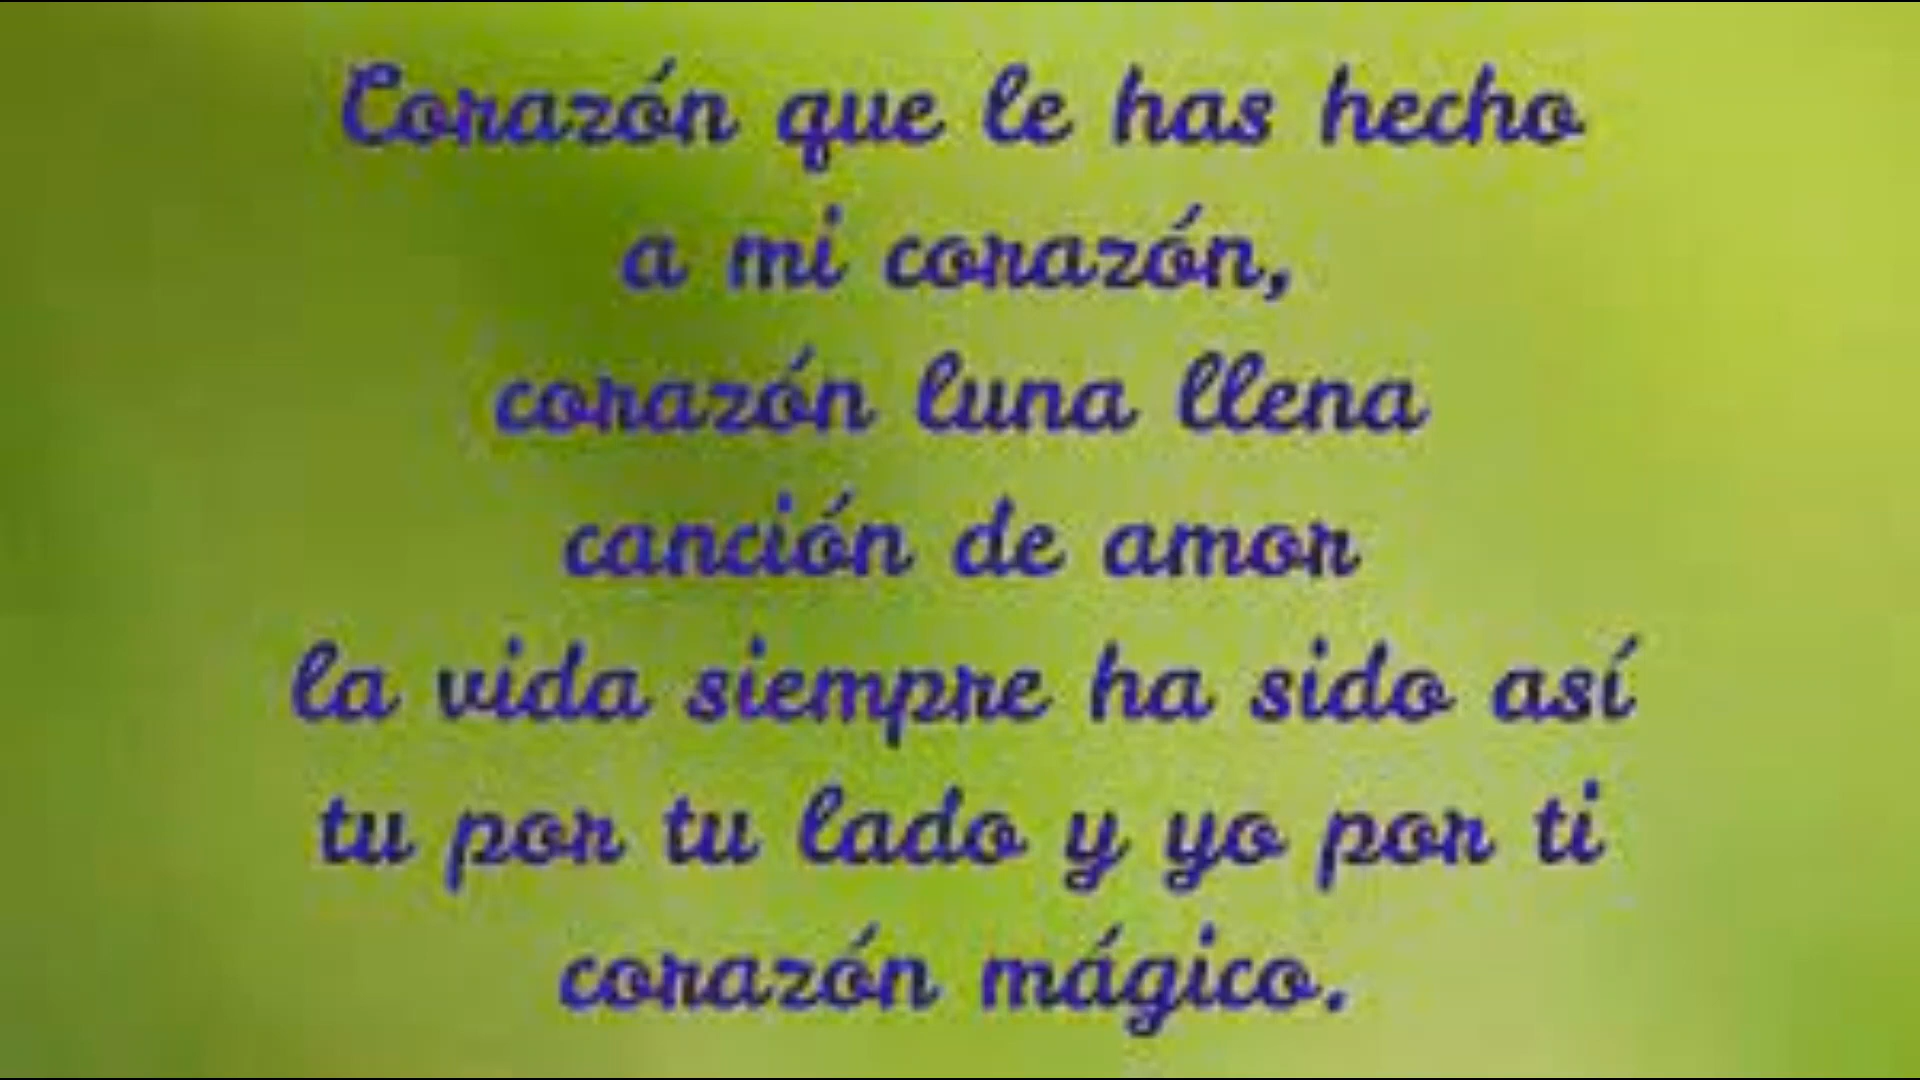 Corazón que le has hecho
a mi corazón,
corazón luna llena
canción de amor
la vida siempre ha sido así
tu por tu lado y yo por ti
corazón mágico.